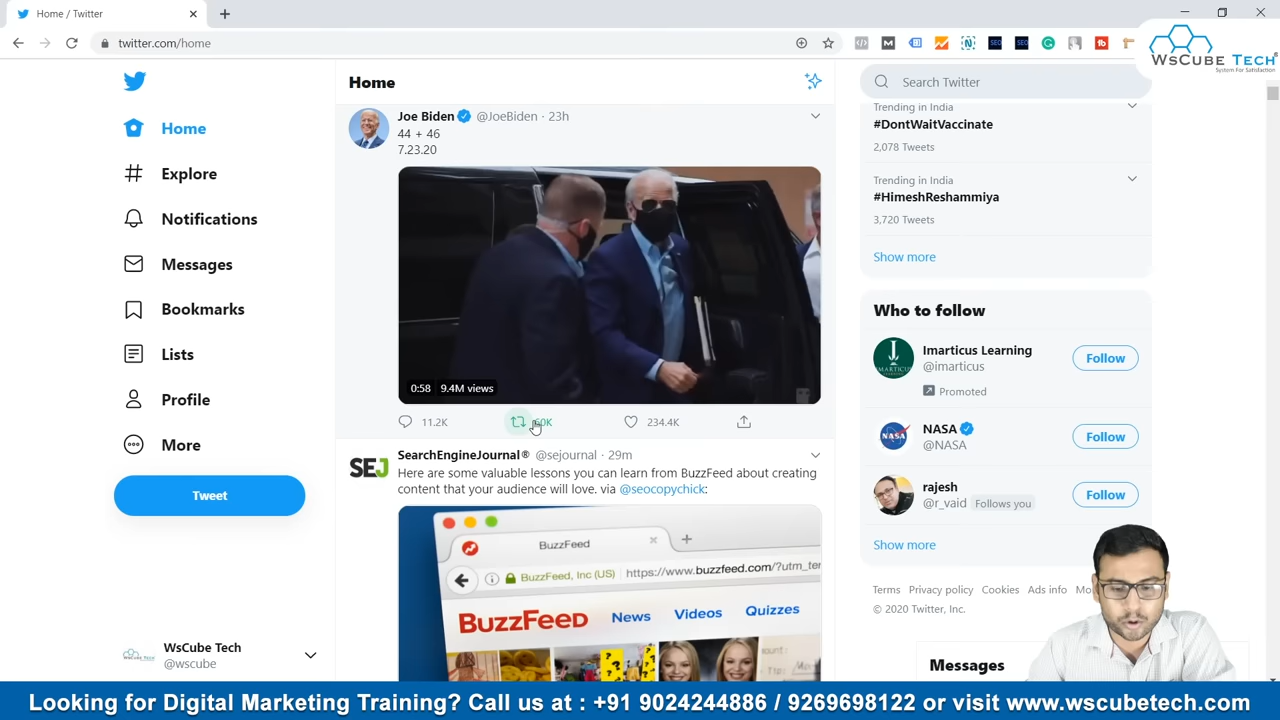 Home / Twitter
twitter.com/home
WsCube Tech
System For Satisfaction
Home
Explore
Notifications
Messages
Bookmarks
Lists
Profile
More
Tweet
WsCube Tech
@wscube
Home
Joe Biden @JoeBiden · 23h
44 + 46
7.23.20
0:58 9.4M views
11.2K
234.4K
SearchEngineJournal® @sejournal · 29m
Here are some valuable lessons you can learn from BuzzFeed about creating
content that your audience will love. via @seocopychick:
SEJ
BuzzFeed
BuzzFeed, Inc (US) https://www.buzzfeed.com/?utm_ter
BuzzFeed News Videos Quizzes
Search Twitter
Trending in India
#DontWaitVaccinate
2,078 Tweets
Trending in India
#HimeshReshammiya
3,720 Tweets
Show more
Who to follow
Imarticus Learning
@imarticus
Promoted
Follow
NASA
@NASA
Follow
rajesh
@r_vaid Follows you
Follow
Show more
Terms Privacy policy Cookies Ads info
© 2020 Twitter, Inc.
Messages
Looking for Digital Marketing Training? Call us at : +91 9024244886 / 9269698122 or visit www.wscubetech.com